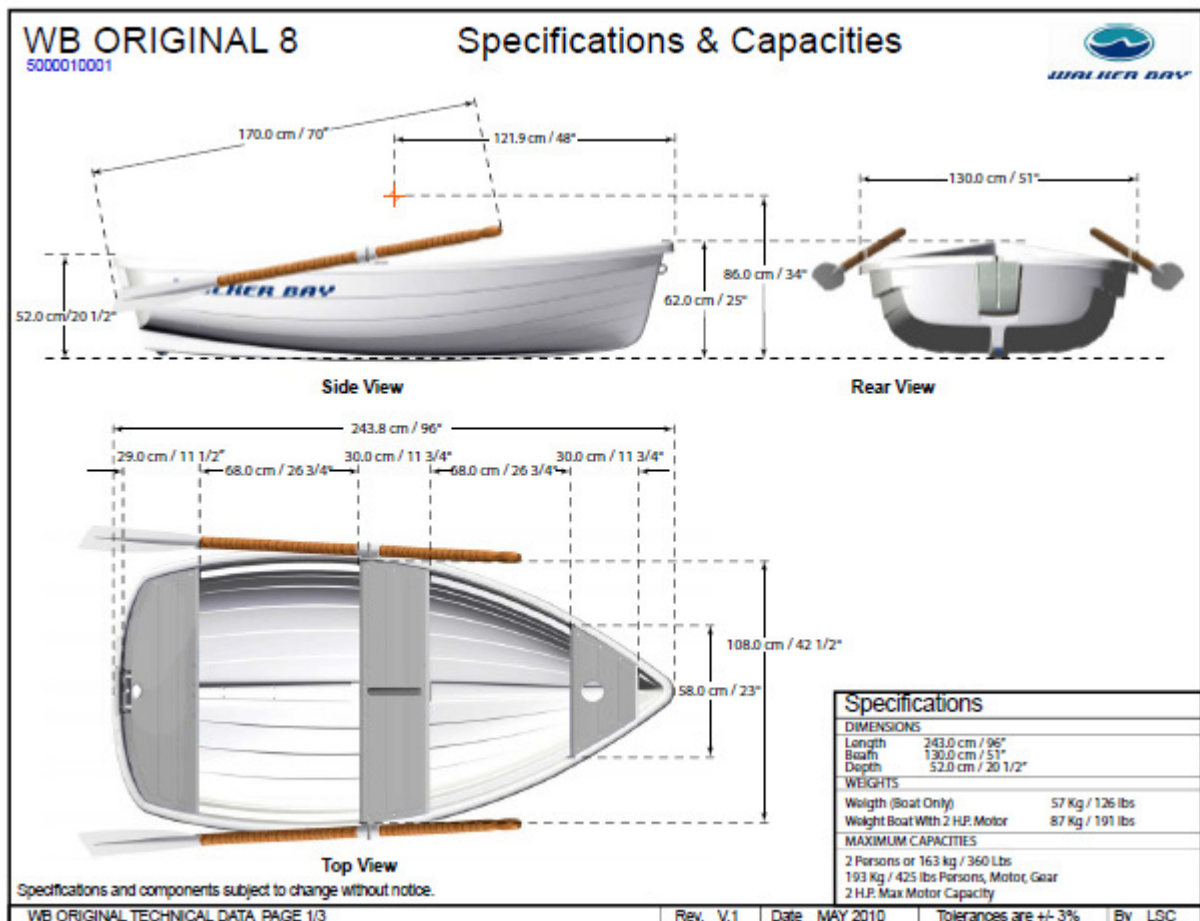 WB ORIGINAL 8
Specifications & Capacities
5000010001
WALKER BAY
170.0 cm / 70"
121.9 cm / 48"
130.0 cm / 51"
86.0 cm / 34"
62.0 cm / 25"
52.0 cm/20 1/2"
LKER BAY
Side View
Rear View
243.8 cm / 96"
29.0 cm / 11 1/2"
30.0 cm / 11 3/4"
30.0 cm / 11 3/4"
68.0 cm / 26 3/4"
68.0 cm / 26 3/4"
108.0 cm / 42 1/2"
58.0 cm / 23"
Top View
Specifications
DIMENSIONS
Length 243.0 cm / 96"
Beam 130.0 cm / 51"
Depth 52.0 cm / 20 1/2"
WEIGHTS
Weigth (Boat Only) 57 Kg / 126 lbs
Weight Boat With 2 H.P. Motor 87 Kg / 191 lbs
MAXIMUM CAPACITIES
2 Persons or 163 kg / 360 Lbs
193 Kg / 425 lbs Persons, Motor, Gear
2 H.P. Max Motor Capacity
Specifications and components subject to change without notice.
WB ORIGINAL TECHNICAL DATA PAGE 1/3
Rev. V.1
Date MAY 2010
Tolerances are +/- 3%
By LSC